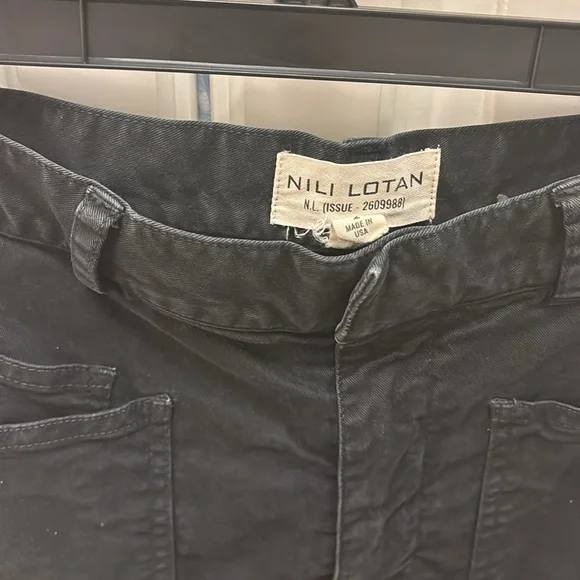 NILI LOTAN
N.L. (ISSUE - 2609988)
MADE IN
USA